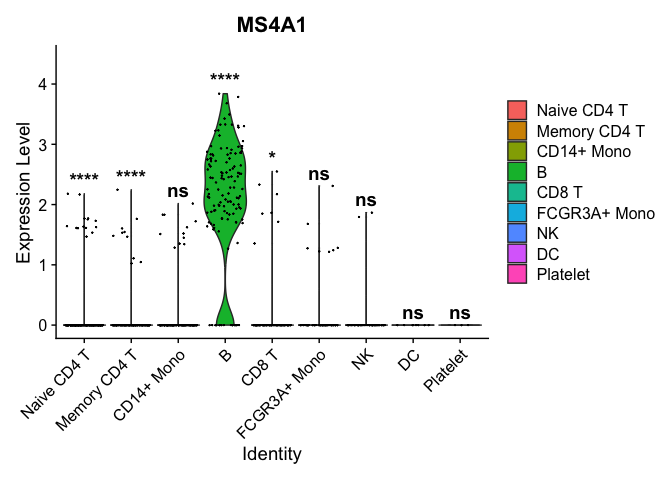 MS4A1
Expression Level
4
3
2
1
0
****
****
ns
****
*
ns
ns
ns
ns
Naive CD4 T
Memory CD4 T
CD14+ Mono
B
CD8 T
FCGR3A+ Mono
NK
DC
Platelet
Identity
Naive CD4 T
Memory CD4 T
CD14+ Mono
B
CD8 T
FCGR3A+ Mono
NK
DC
Platelet